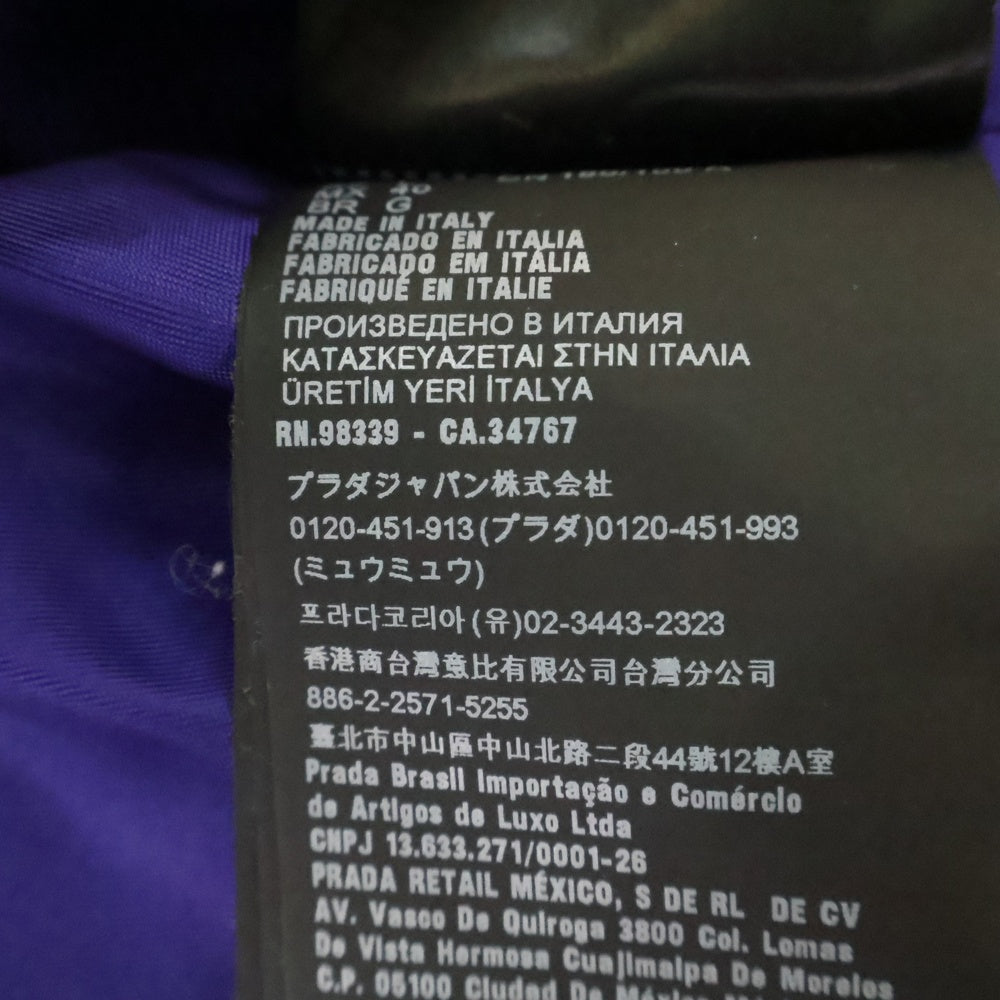 MX 40
BR G
MADE IN ITALY
FABRICADO EN ITALIA
FABRICADO EM ITÁLIA
FABRIQUÉ EN ITALIE
ПРОИЗВЕДЕНО В ИТАЛИЯ
ΚΑΤΑΣΚΕΥΑΖΕΤΑΙ ΣΤΗΝ ΙΤΑΛΙΑ
ÜRETİM YERİ İTALYA
RN.98339 - CA.34767
プラダジャパン株式会社
0120-451-913(プラダ)0120-451-993
(ミュウミュウ)
프라다코리아(유)02-3443-2323
香港商台灣意比有限公司台灣分公司
886-2-2571-5255
臺北市中山區中山北路二段44號12樓A室
Prada Brasil Importação e Comércio
de Artigos de Luxo Ltda
CNPJ 13.633.271/0001-26
PRADA RETAIL MÉXICO, S DE RL DE CV
AV. Vasco De Quiroga 3800 Col. Lomas
De Vista Hermosa Cuajimalpa De Morelos
C.P. 05100 Ciudad De